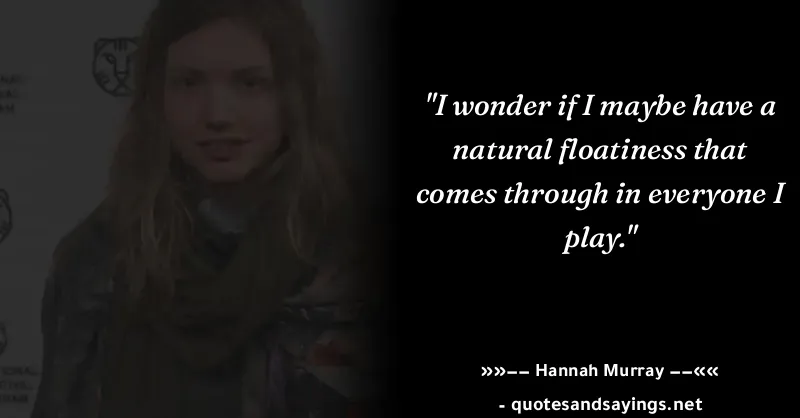 "I wonder if I maybe have a
natural floatiness that
comes through in everyone I
play."
»»―― Hannah Murray ――««
- quotesandsayings.net